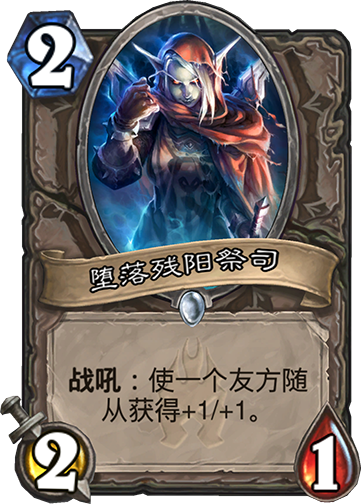 2
堕落残阳祭司
战吼：使一个友方随
从获得+1/+1。
2
1